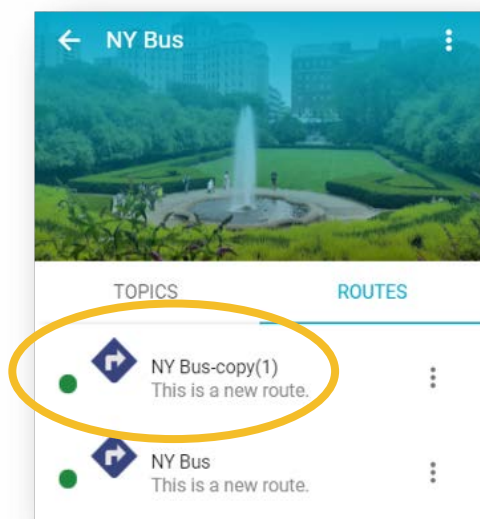 NY Bus
TOPICS
ROUTES
NY Bus-copy(1)
This is a new route.
NY Bus
This is a new route.